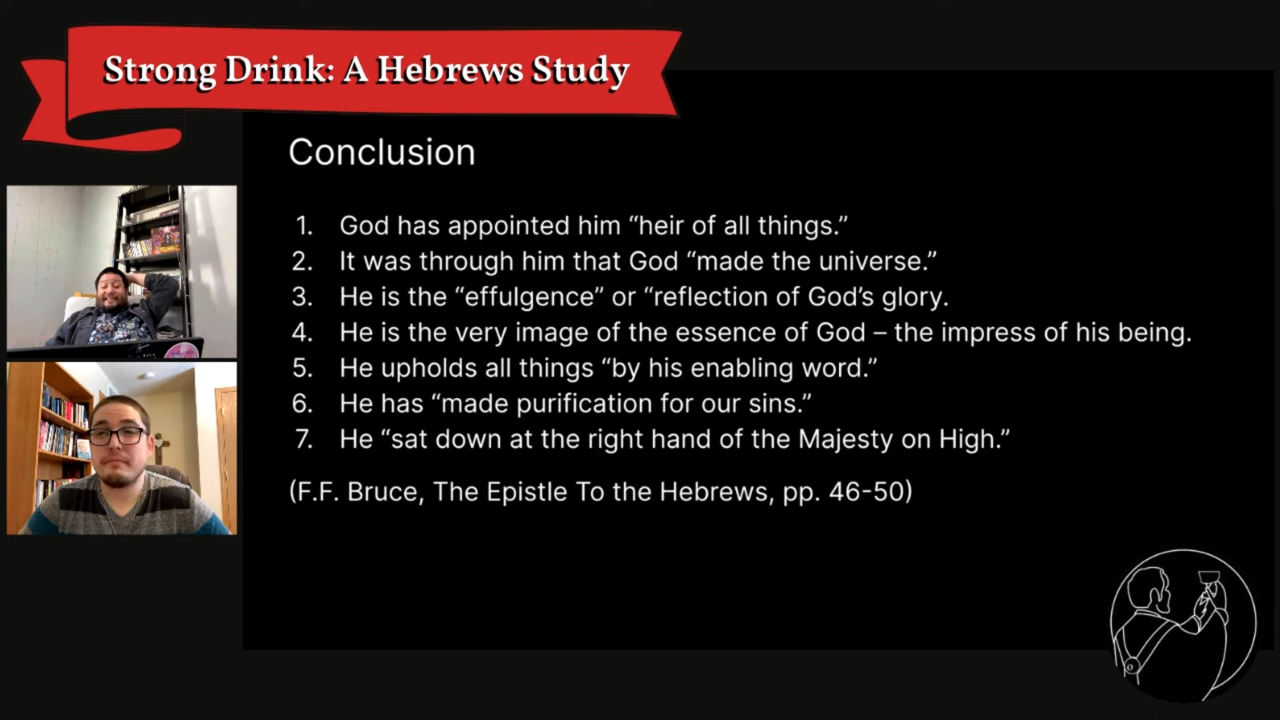 Strong Drink: A Hebrews Study
Conclusion
1. God has appointed him “heir of all things.”
2. It was through him that God “made the universe.”
3. He is the “effulgence” or “reflection of God’s glory.
4. He is the very image of the essence of God – the impress of his being.
5. He upholds all things “by his enabling word.”
6. He has “made purification for our sins.”
7. He “sat down at the right hand of the Majesty on High.”
(F.F. Bruce, The Epistle To the Hebrews, pp. 46-50)